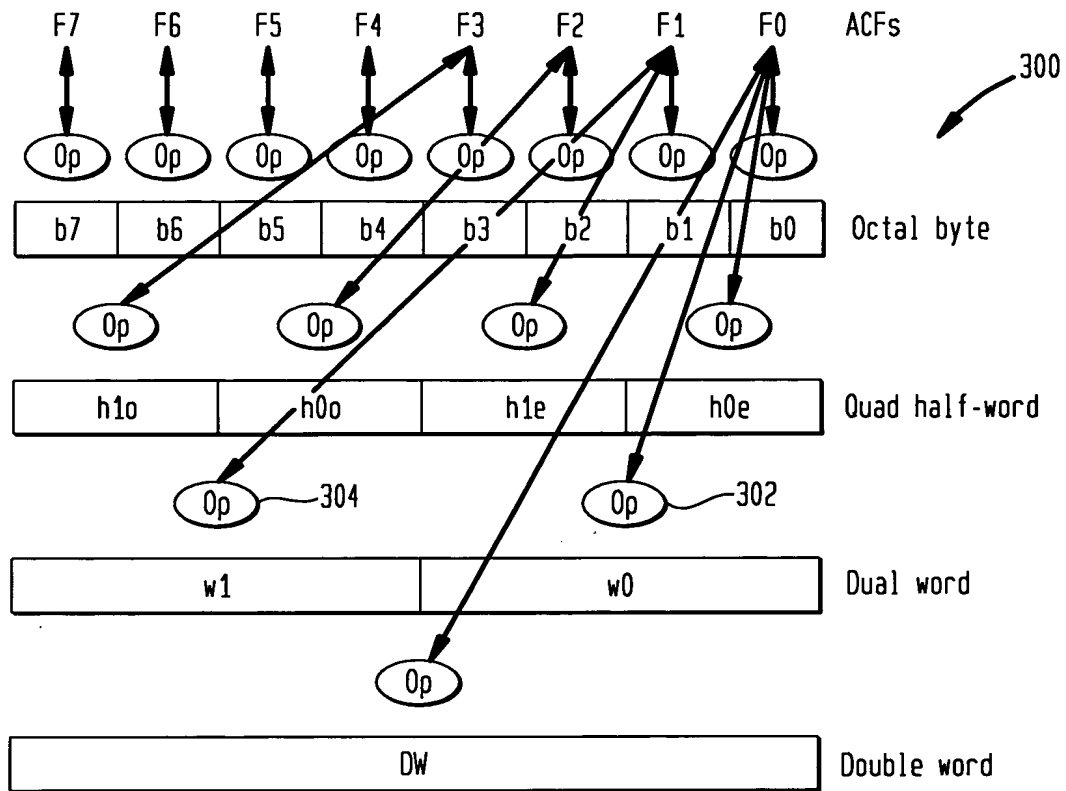 F7 F6 F5 F4 F3 F2 F1 F0 ACFs
300
Op Op Op Op Op Op Op Op
b7 b6 b5 b4 b3 b2 b1 b0 Octal byte
Op Op Op Op
h1o h0o h1e h0e Quad half-word
Op 304 Op 302
w1 w0 Dual word
Op
DW Double word